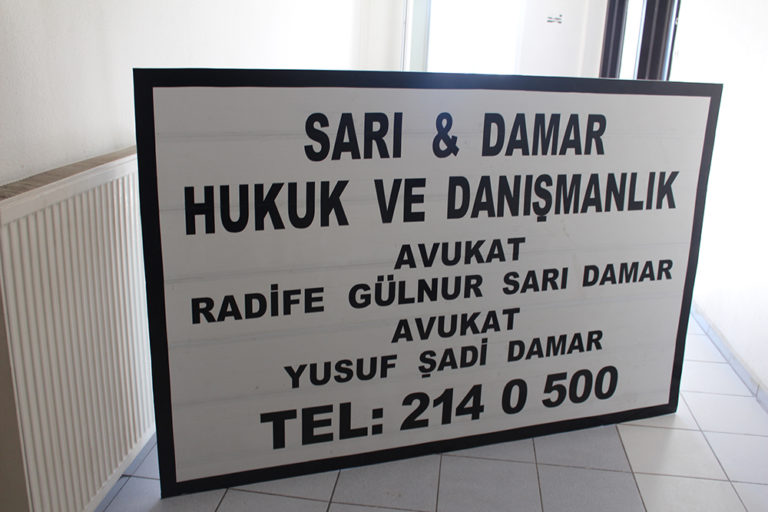 SARI & DAMAR
HUKUK VE DANIŞMANLIK
AVUKAT
RADİFE GÜLNUR SARI DAMAR
AVUKAT
YUSUF ŞADİ DAMAR
TEL: 214 0 500